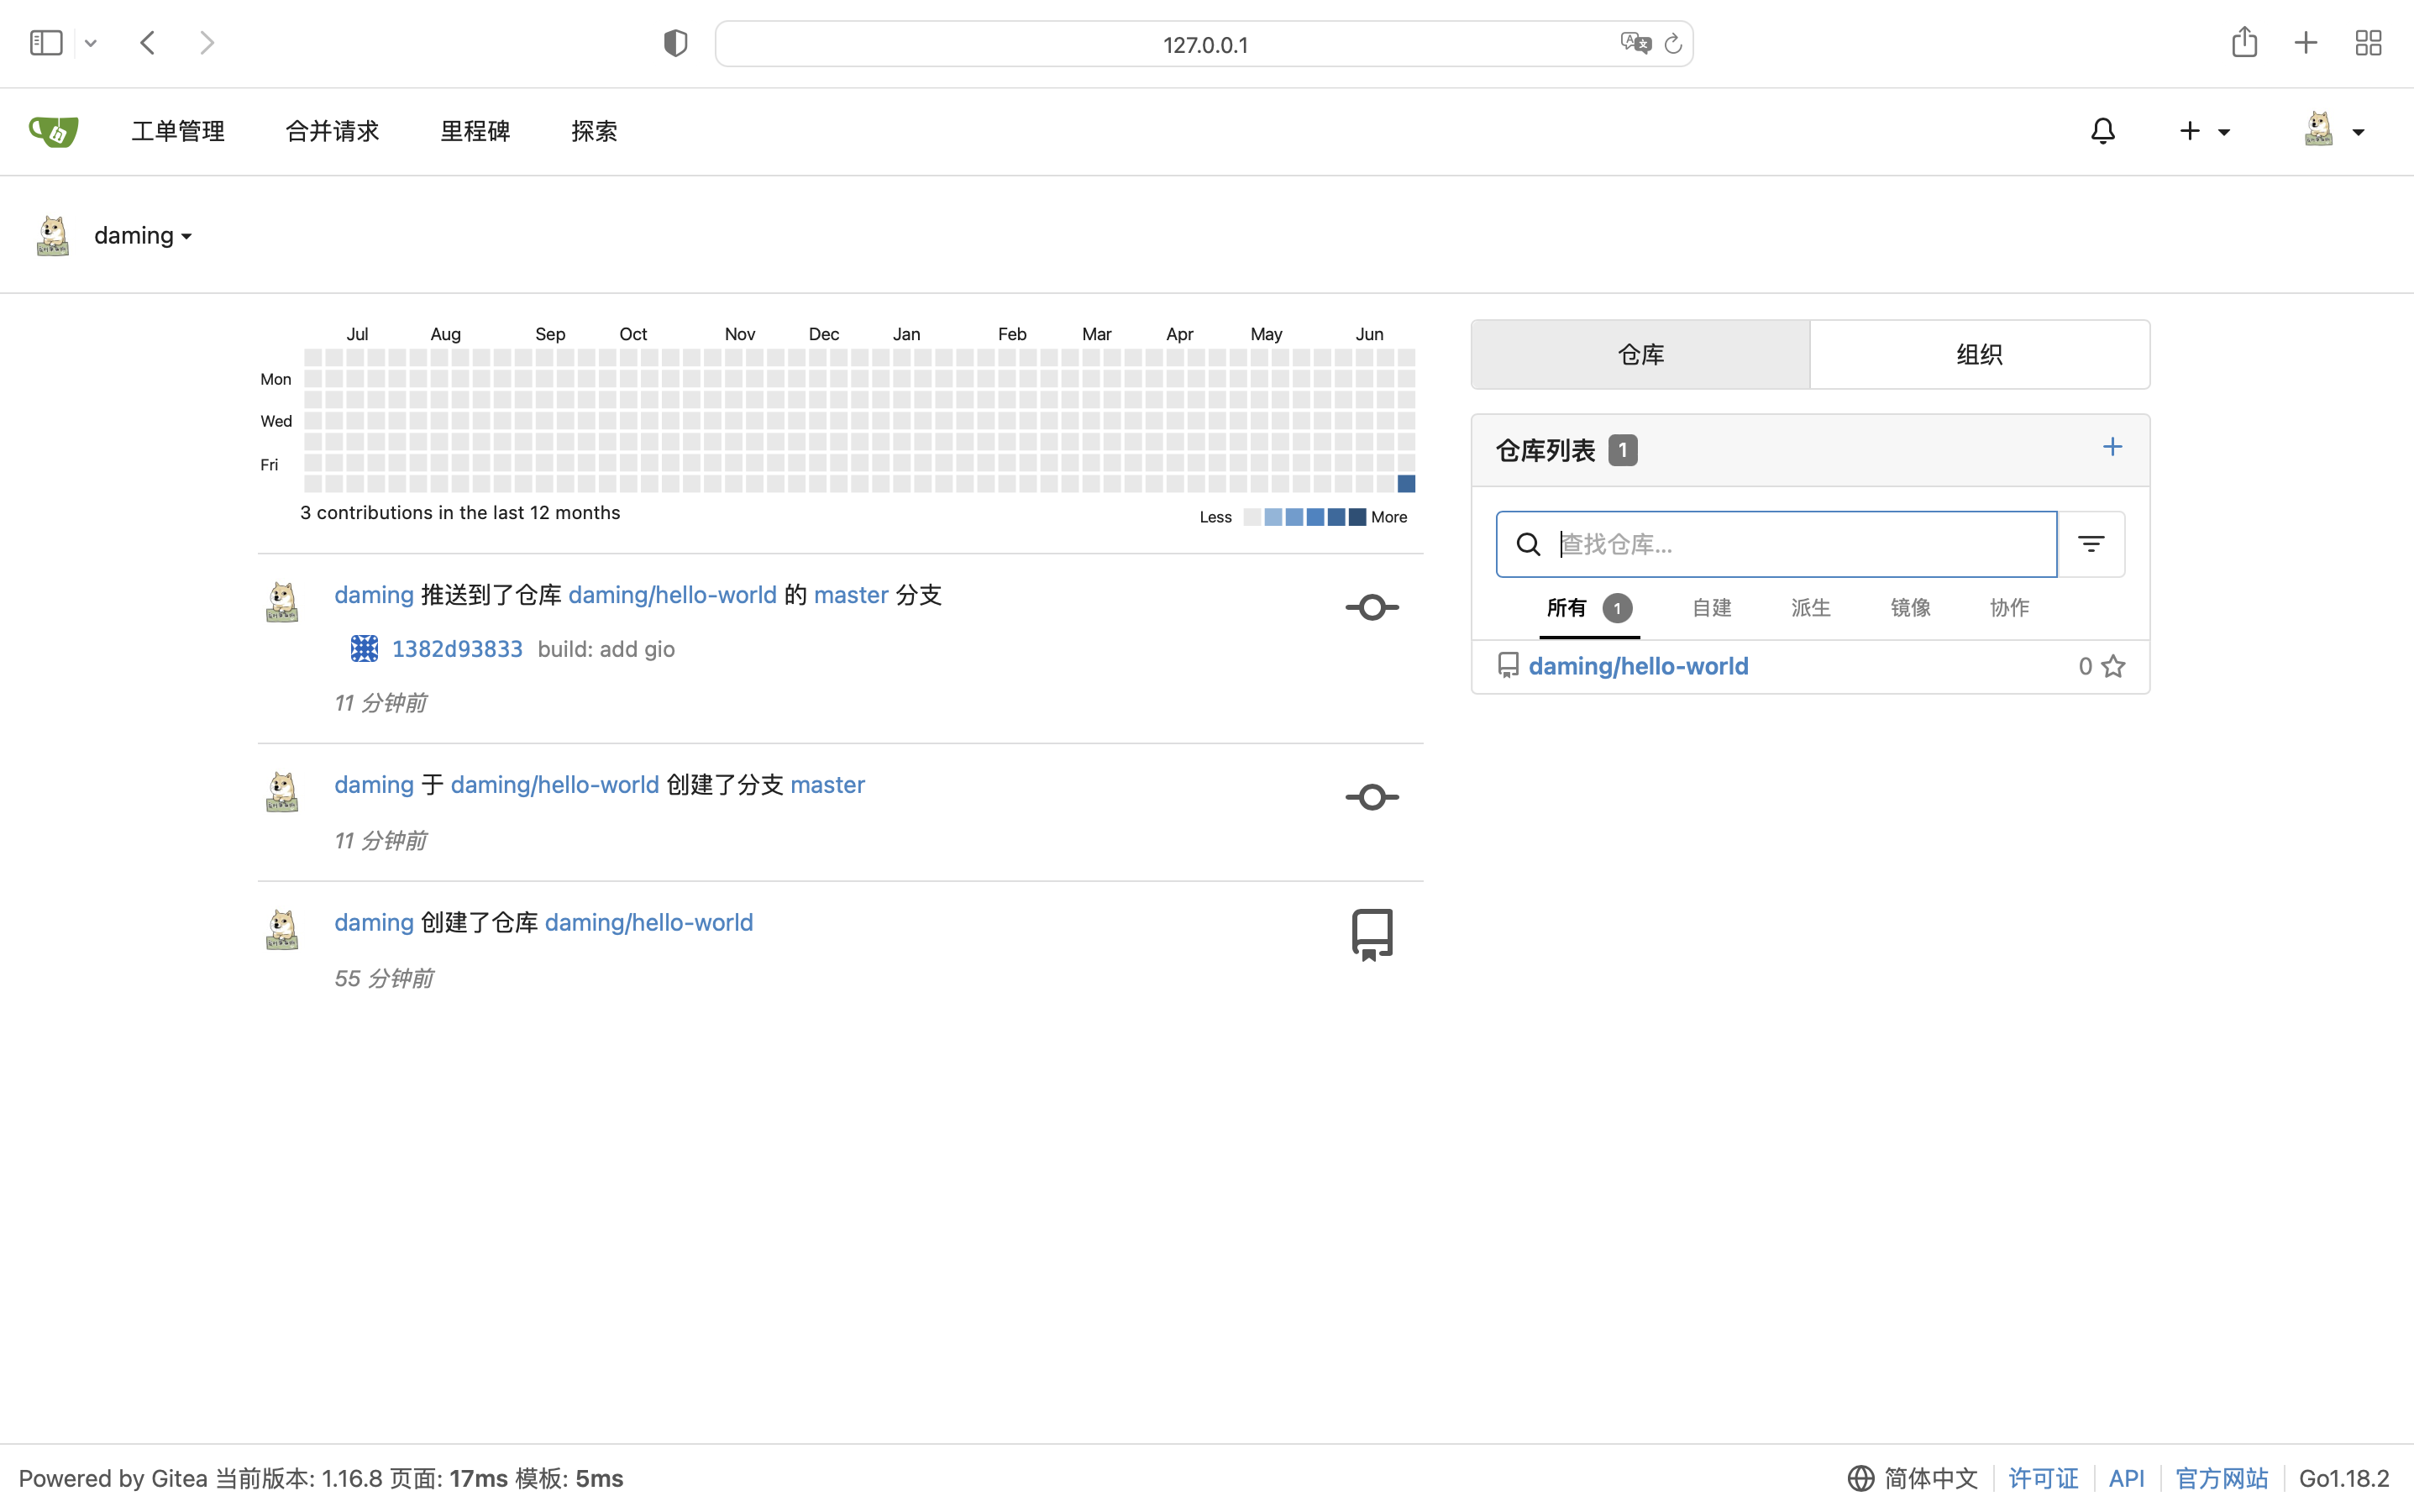 127.0.0.1
工单管理 合并请求 里程碑 探索
daming
Jul Aug Sep Oct Nov Dec Jan Feb Mar Apr May Jun
Mon
Wed
Fri
3 contributions in the last 12 months
Less More
daming 推送到了仓库 daming/hello-world 的 master 分支
1382d93833 build: add gio
11 分钟前
daming 于 daming/hello-world 创建了分支 master
11 分钟前
daming 创建了仓库 daming/hello-world
55 分钟前
仓库 组织
仓库列表 1
查找仓库...
所有 1 自建 派生 镜像 协作
daming/hello-world 0
Powered by Gitea 当前版本: 1.16.8 页面: 17ms 模板: 5ms
简体中文 许可证 API 官方网站 Go1.18.2